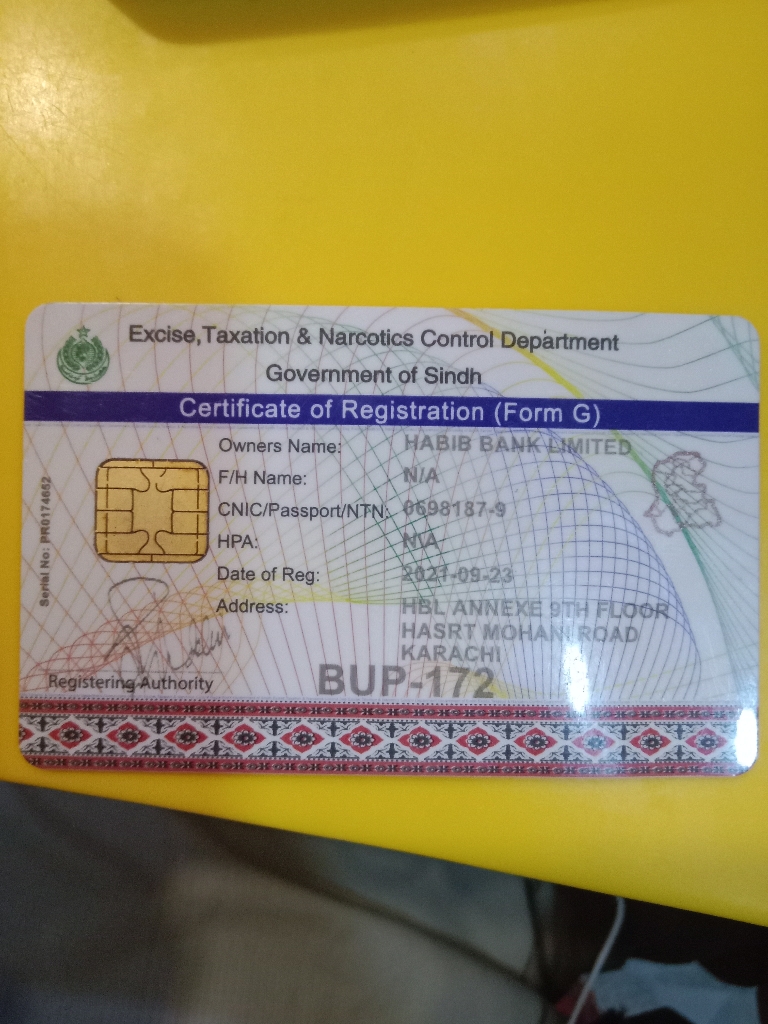 Excise,Taxation & Narcotics Control Department
Government of Sindh
Certificate of Registration (Form G)
Owners Name: HABIB BANK LIMITED
F/H Name: N/A
CNIC/Passport/NTN: 0698187-9
HPA: N\A
Date of Reg: 2021-09-23
Address: HBL ANNEXE 9TH FLOOR
HASRT MOHANI ROAD
KARACHI
BUP-172
Registering Authority
Serial No: PR0174652